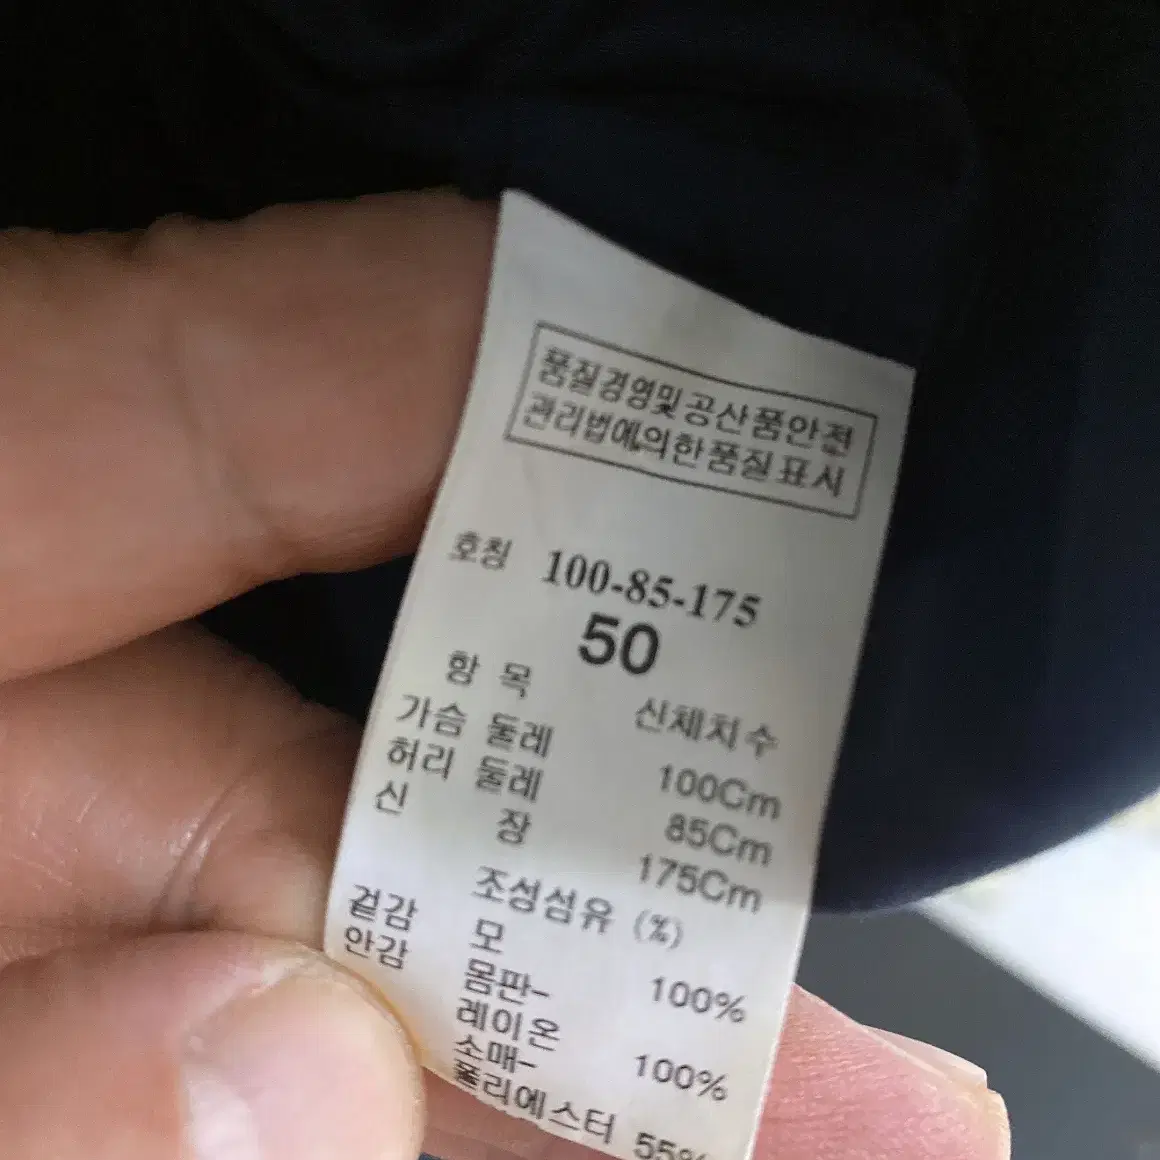 품질경영및공산품안전
관리법에의한품질표시
호칭 100-85-175
50
항 목 신체치수
가슴 둘레 100Cm
허리 둘레 85Cm
신 장 175Cm
조성섬유 (%)
겉감 모 100%
안감 몸판-
레이온 100%
소매-
폴리에스터 55%